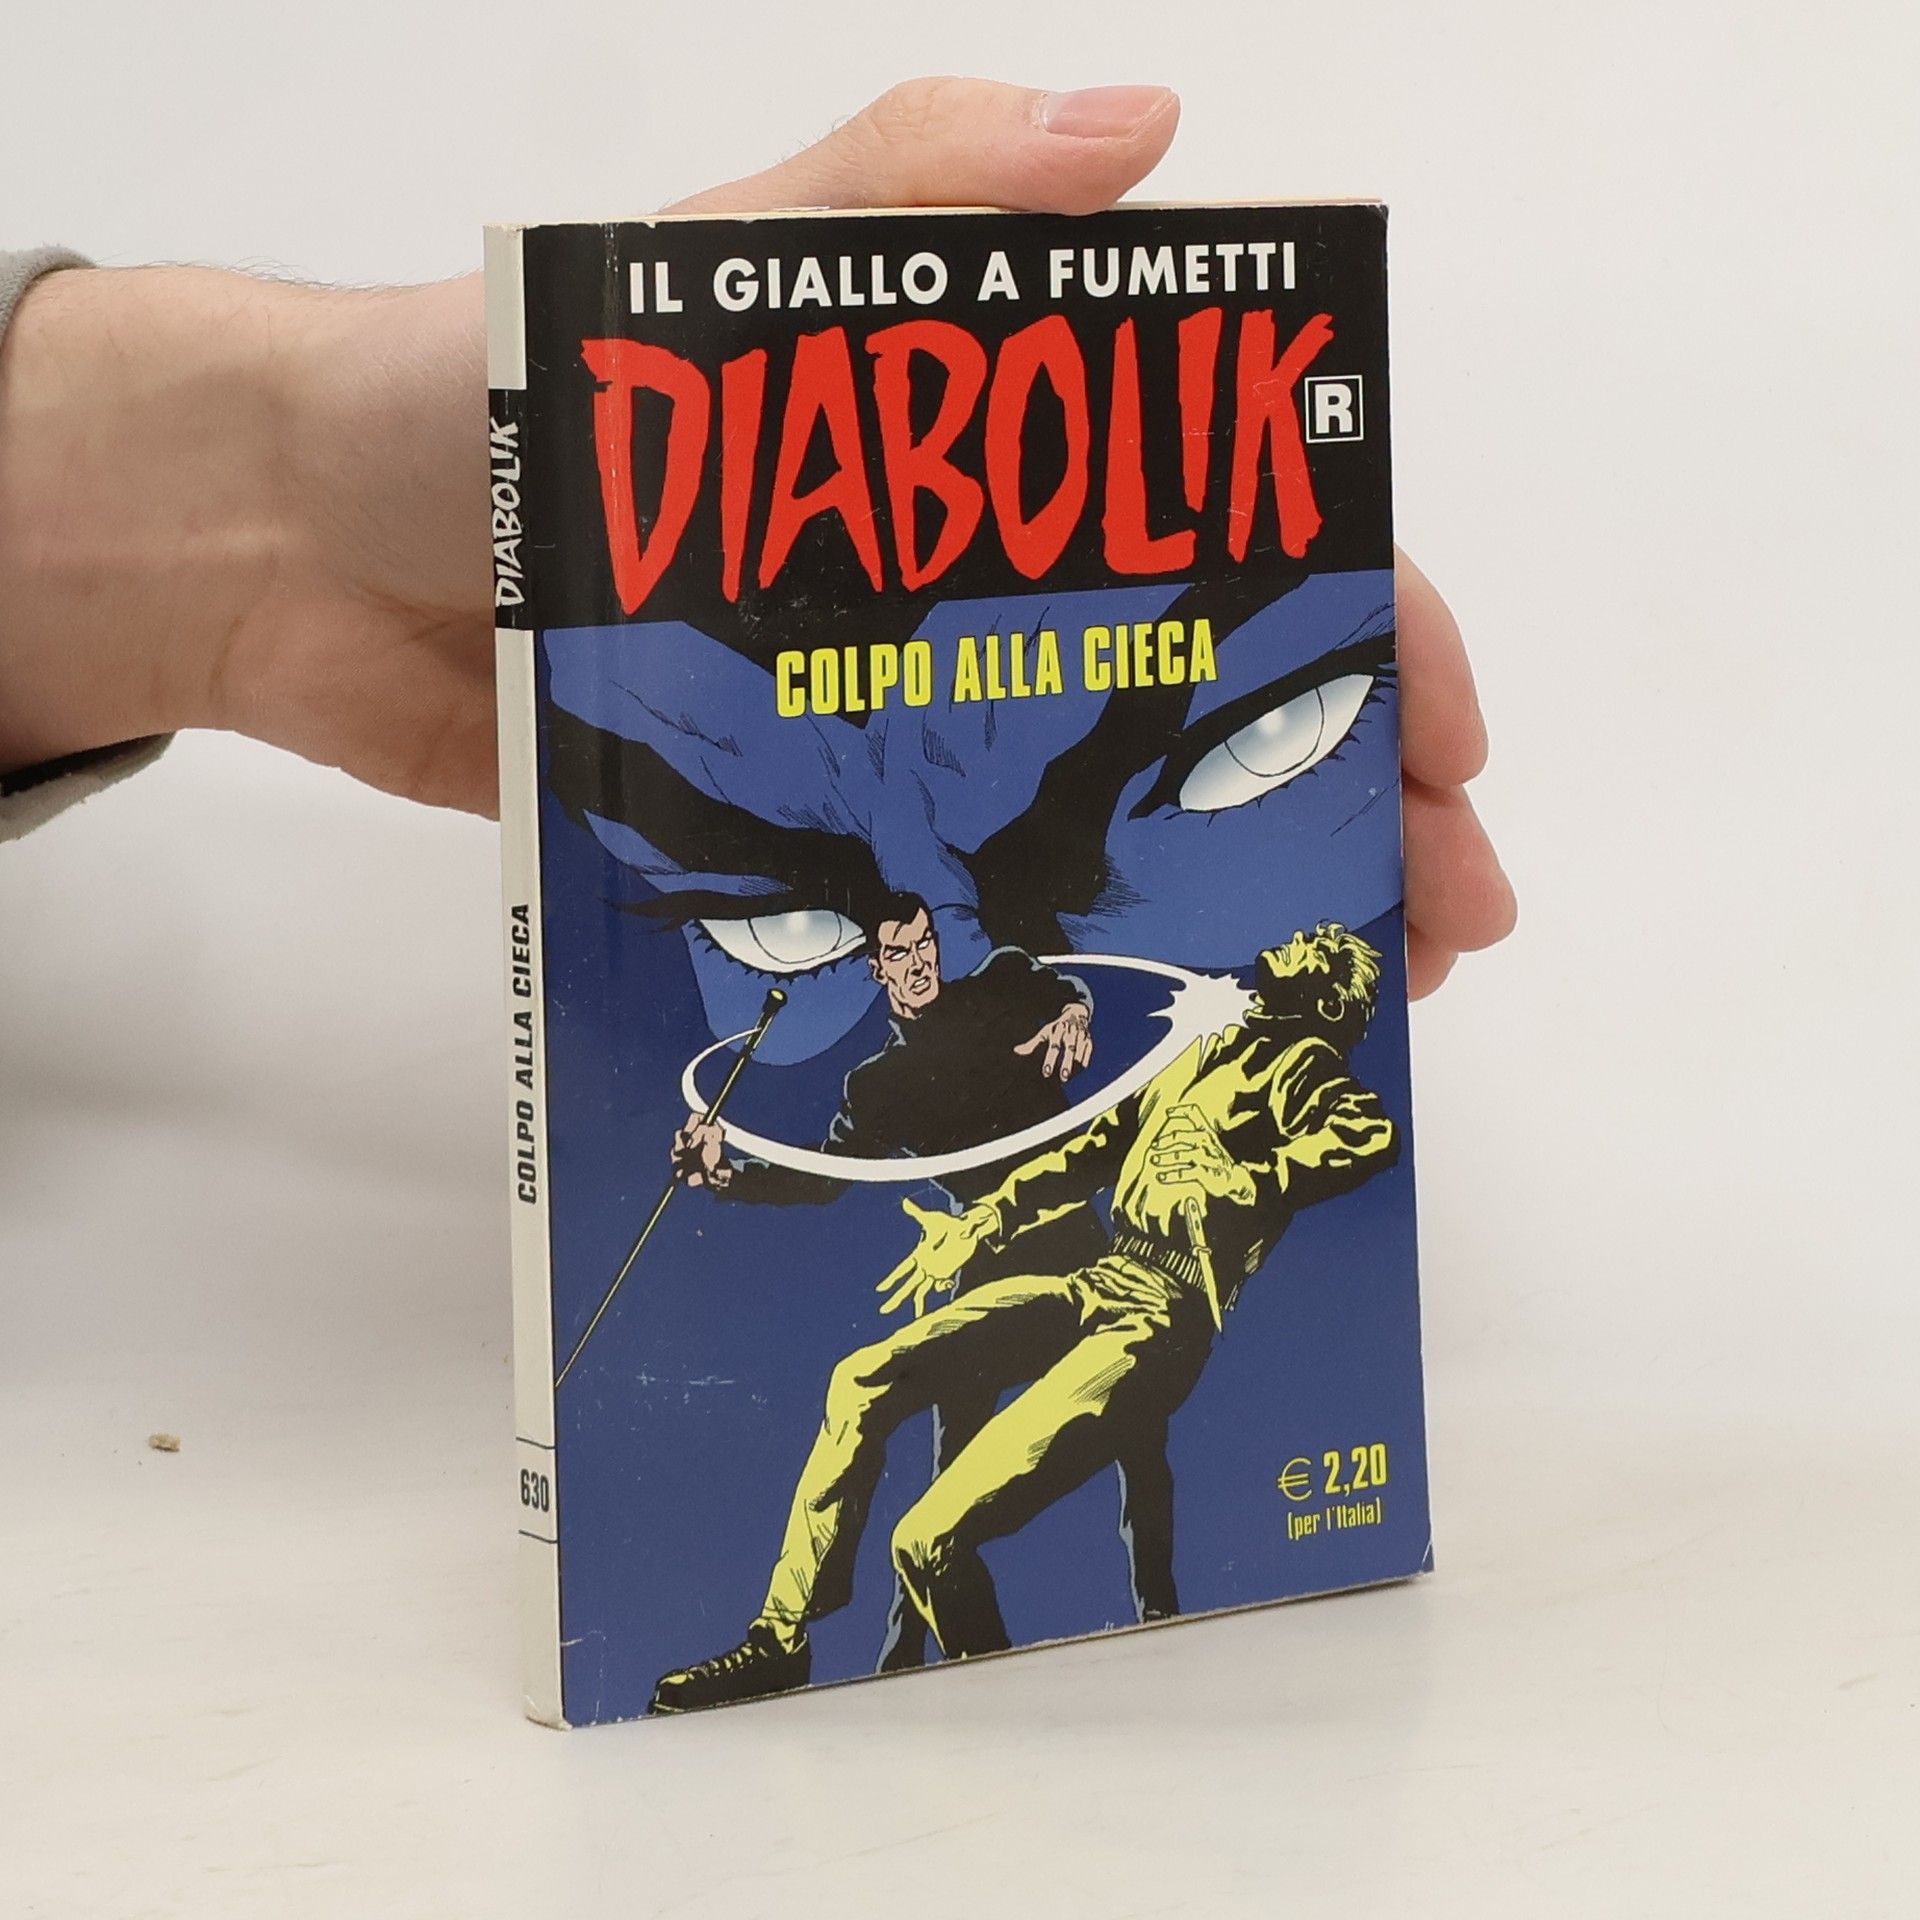 IL GIALLO A FUMETTI
DIABOLIK
R
COLPO ALLA CIECA
€ 2,20
(per l'Italia)
DIABOLIK
COLPO ALLA CIECA
630